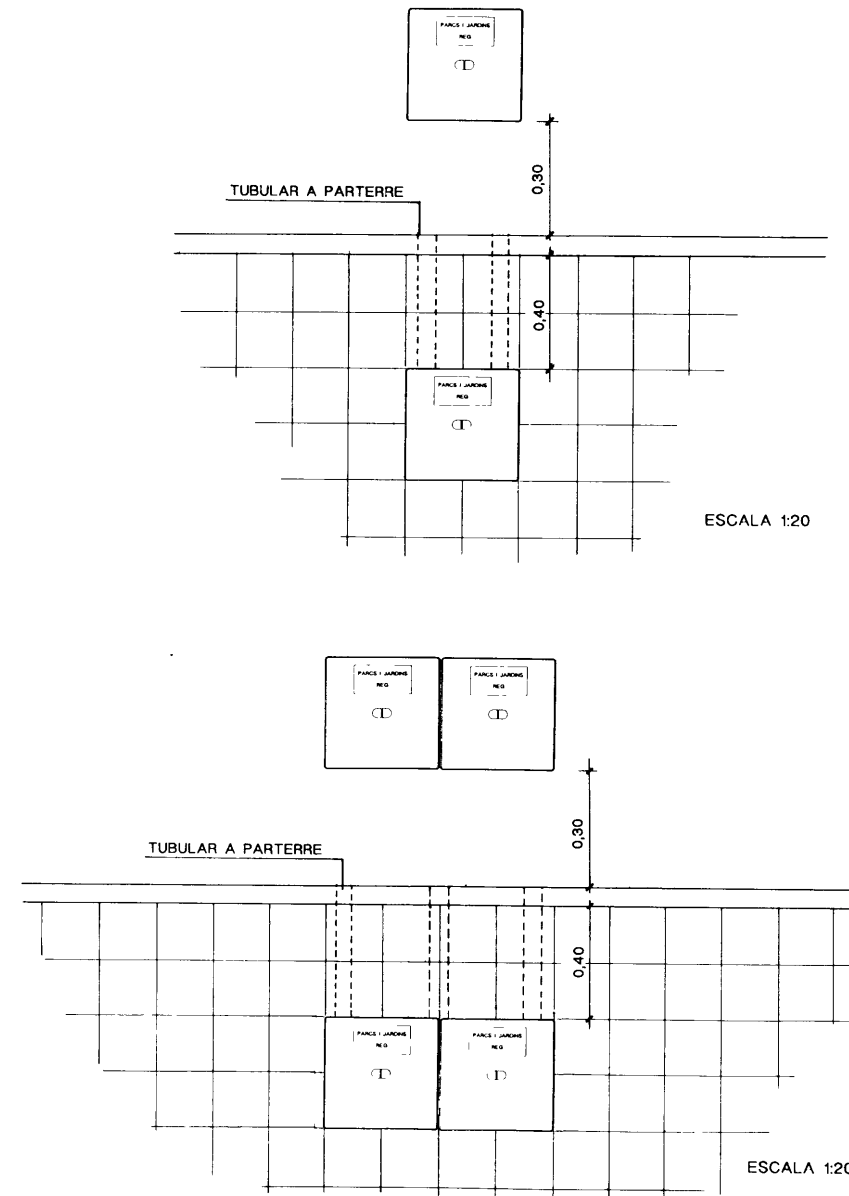 PARCS I JARDINS
REG
0,30
TUBULAR A PARTERRE
0,40
PARCS I JARDINS
REG
ESCALA 1:20
PARCS I JARDINS
REG
PARCS I JARDINS
REG
0,30
TUBULAR A PARTERRE
0,40
PARCS I JARDINS
REG
PARCS I JARDINS
REG
ESCALA 1:20